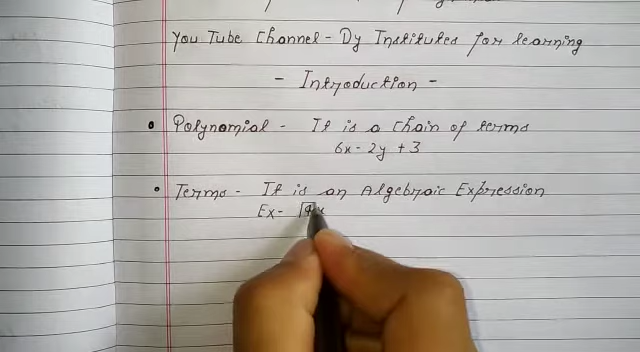 You Tube Channel - Dy Institutes for learning
- Introduction -
• Polynomial - It is a Chain of terms
6x - 2y + 3
• Terms - It is an Algebraic Expression
Ex -